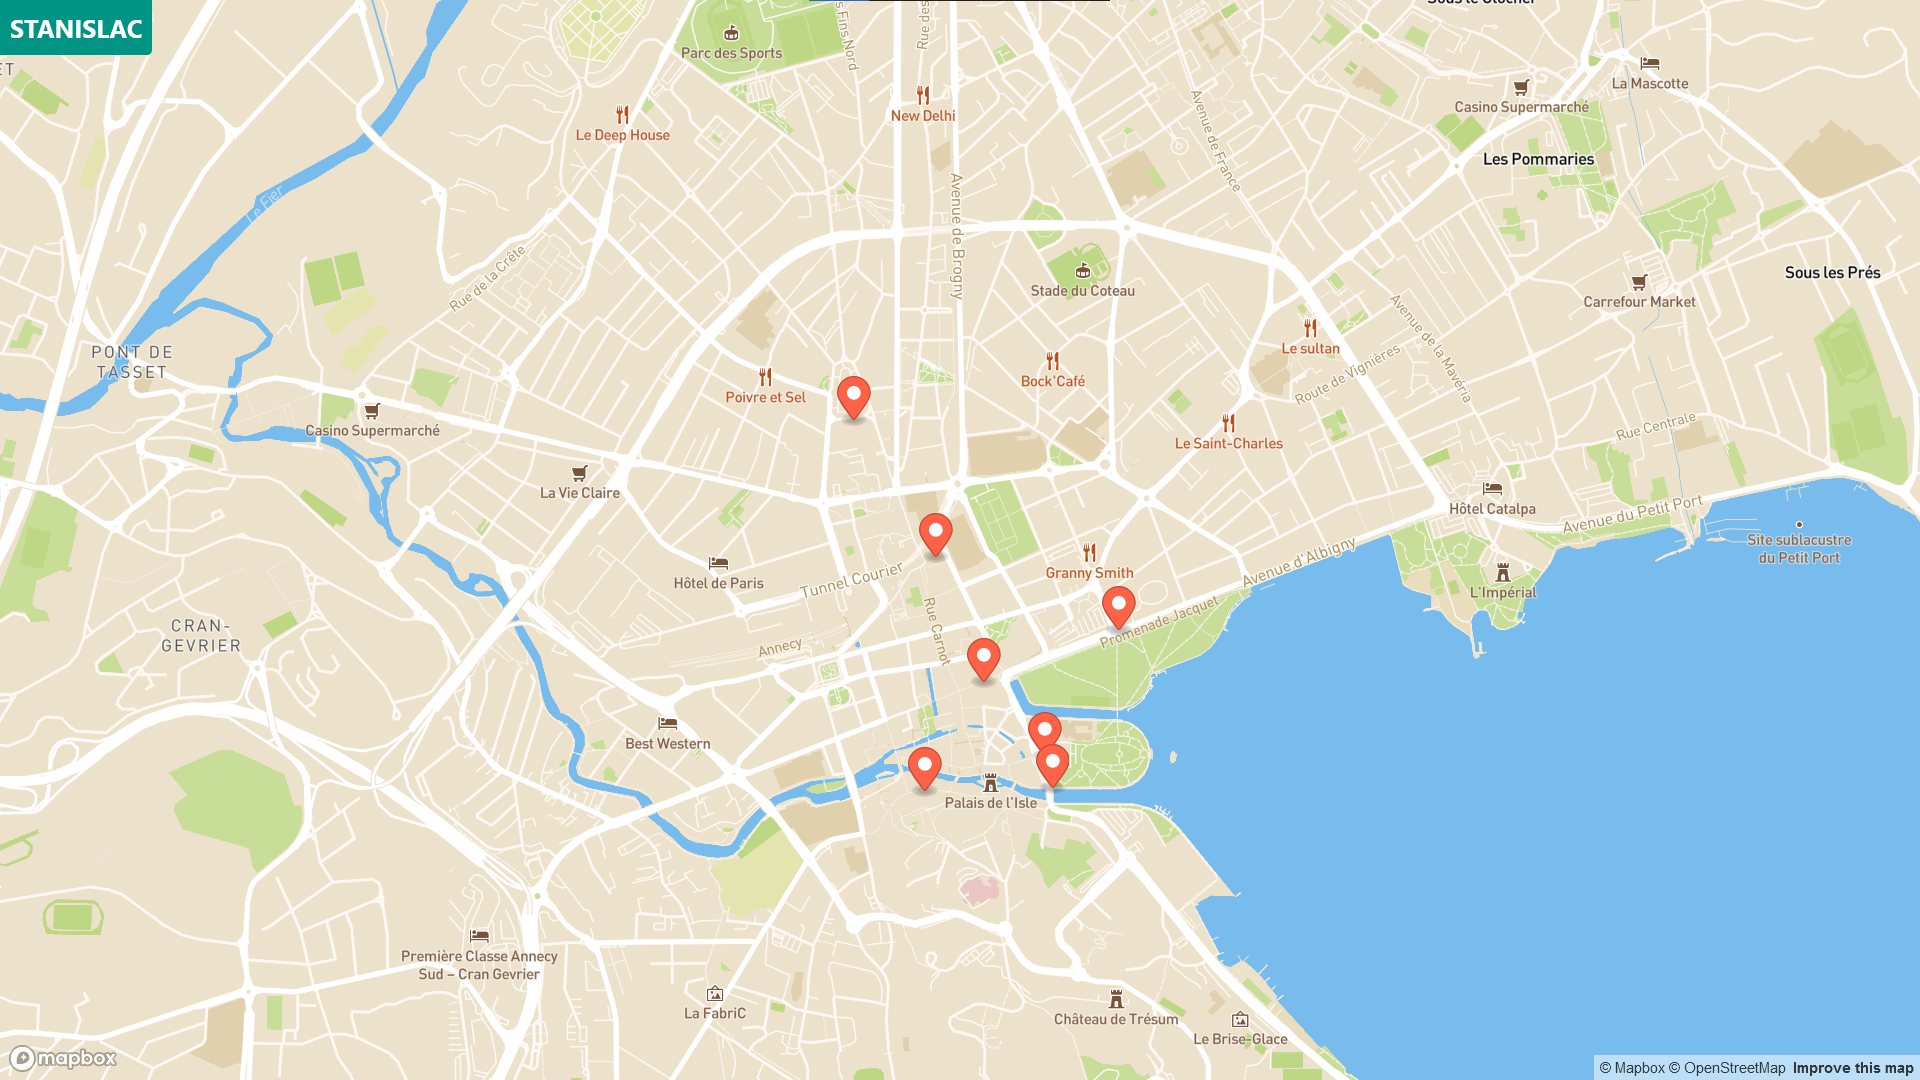 STANISLAC
Sous le Clocher
Rue des Fins Nord
Parc des Sports
La Mascotte
Casino Supermarché
New Delhi
Le Deep House
Avenue de France
Les Pommaries
Le Fier
Avenue de Brogny
Rue de la Crête
Stade du Coteau
Sous les Prés
Carrefour Market
Avenue de la Mavéria
PONT DE
TASSET
Le sultan
Route de Vignières
Bock'Café
Poivre et Sel
Casino Supermarché
Rue Centrale
Le Saint-Charles
La Vie Claire
Hôtel Catalpa
Avenue du Petit Port
Site sublacustre
du Petit Port
Avenue d'Albigny
Granny Smith
Hôtel de Paris
Tunnel Courier
L'Impérial
Promenade Jacquet
Rue Carnot
CRAN-
GEVRIER
Annecy
Best Western
Palais de l'Isle
Première Classe Annecy
Sud – Cran Gevrier
La FabriC
Château de Trésum
Le Brise-Glace
mapbox
© Mapbox © OpenStreetMap Improve this map